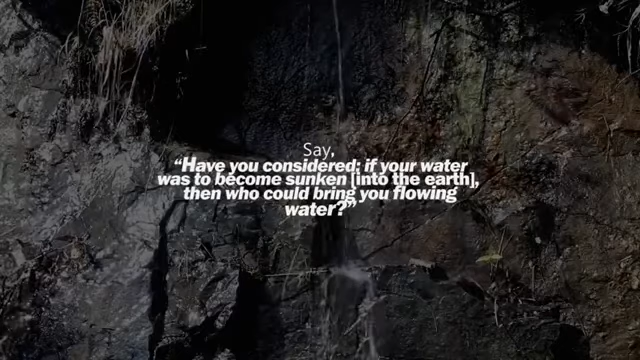 Say,
“Have you considered: if your water
was to become sunken [into the earth],
then who could bring you flowing
water?”